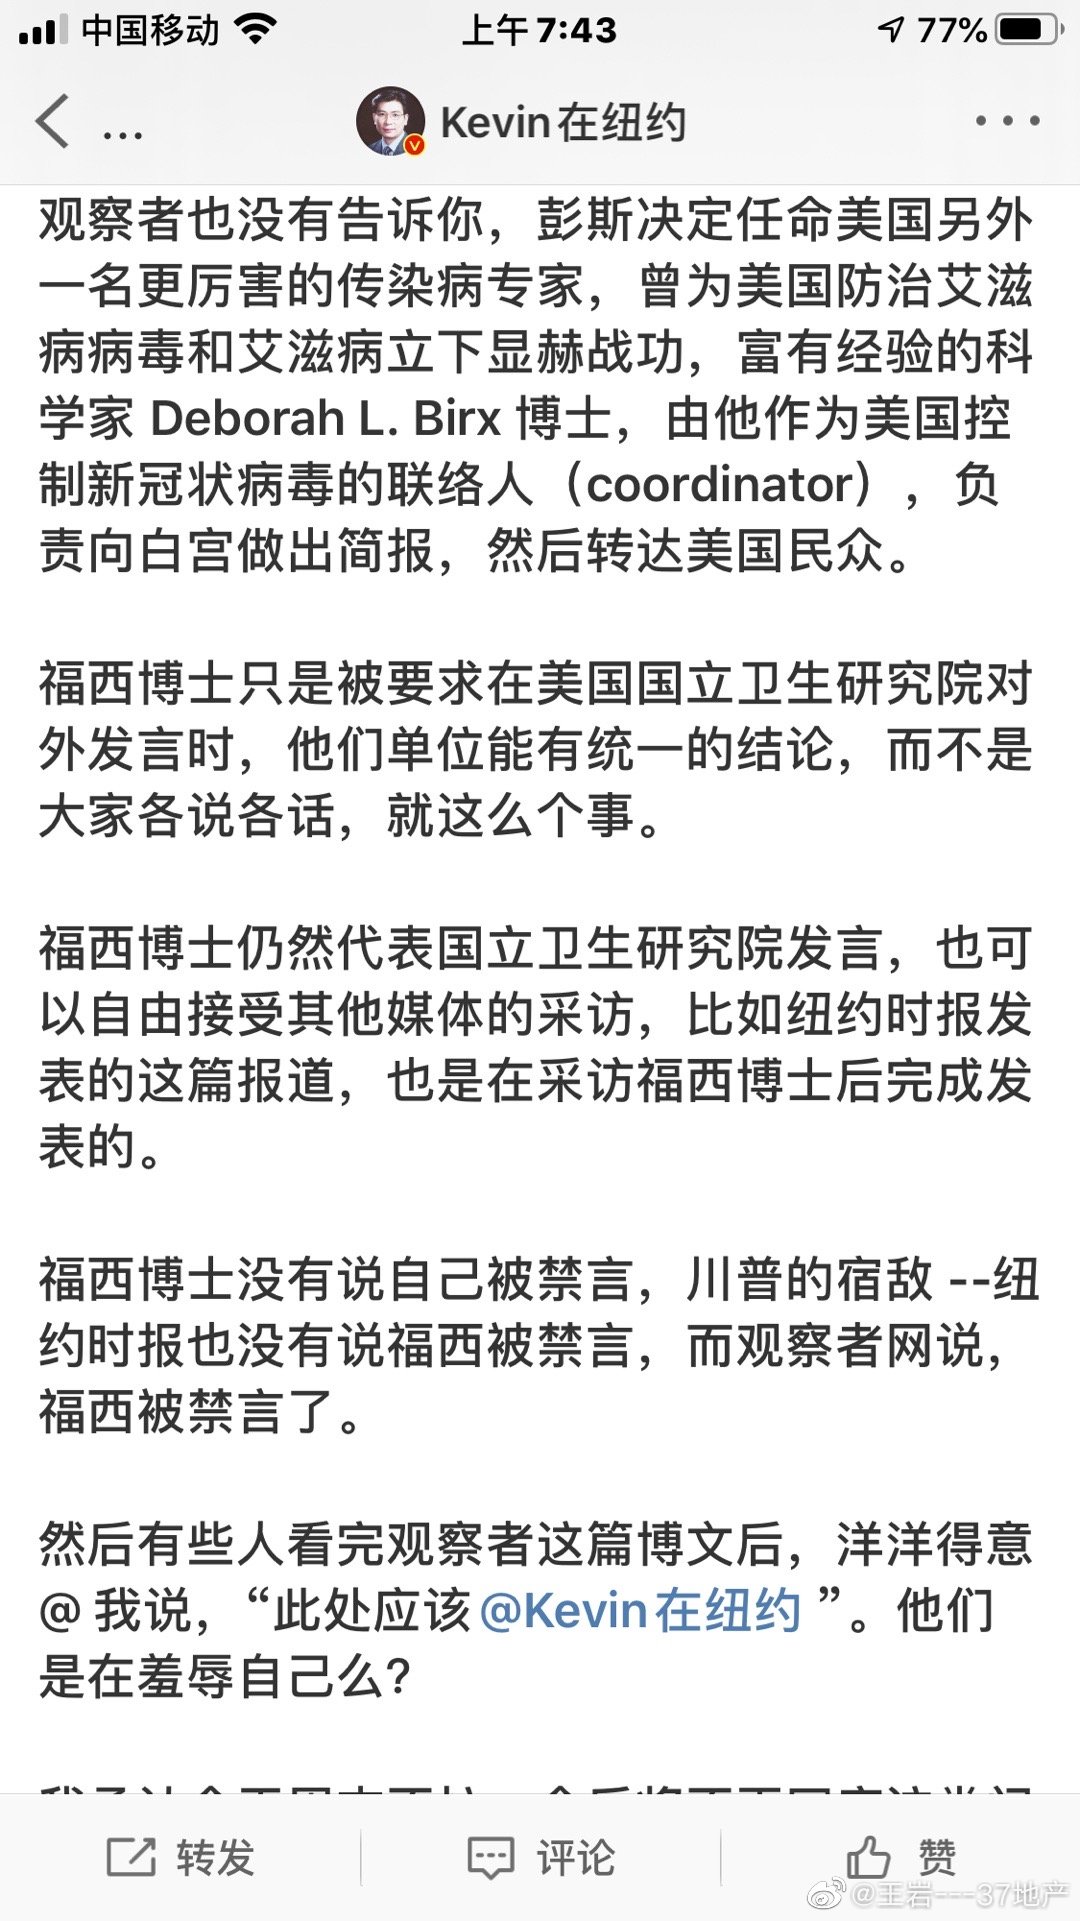 中国移动
上午7:43
77%
...
Kevin在纽约
观察者也没有告诉你，彭斯决定任命美国另外
一名更厉害的传染病专家，曾为美国防治艾滋
病病毒和艾滋病立下显赫战功，富有经验的科
学家 Deborah L. Birx 博士，由他作为美国控
制新冠状病毒的联络人（coordinator），负
责向白宫做出简报，然后转达美国民众。
福西博士只是被要求在美国国立卫生研究院对
外发言时，他们单位能有统一的结论，而不是
大家各说各话，就这么个事。
福西博士仍然代表国立卫生研究院发言，也可
以自由接受其他媒体的采访，比如纽约时报发
表的这篇报道，也是在采访福西博士后完成发
表的。
福西博士没有说自己被禁言，川普的宿敌 --纽
约时报也没有说福西被禁言，而观察者网说，
福西被禁言了。
然后有些人看完观察者这篇博文后，洋洋得意
@ 我说，“此处应该@Kevin在纽约 ”。他们
是在羞辱自己么？
转发
评论
赞
@王岩---37地产